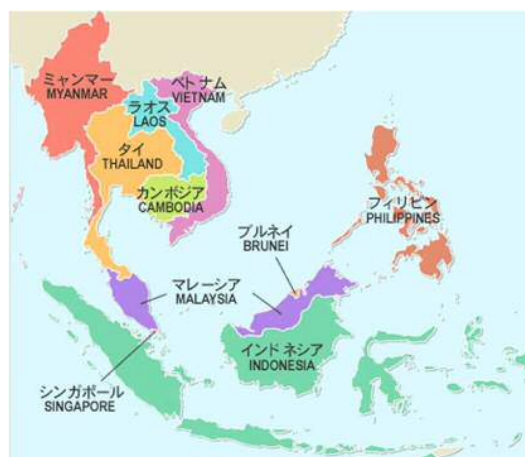 ミャンマー
MYANMAR
ベトナム
VIETNAM
ラオス
LAOS
タイ
THAILAND
カンボジア
CAMBODIA
フィリピン
PHILIPPINES
ブルネイ
BRUNEI
マレーシア
MALAYSIA
インドネシア
INDONESIA
シンガポール
SINGAPORE